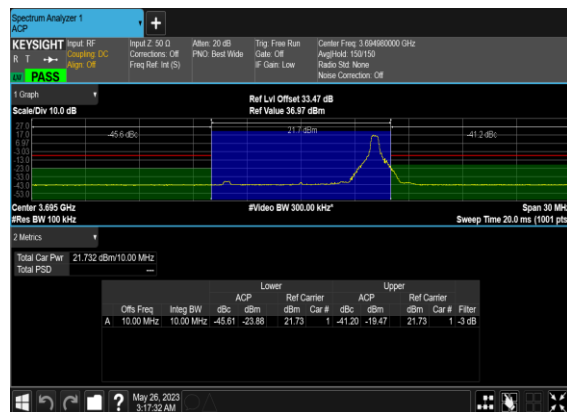 Spectrum Analyzer 1
ACP
+
KEYSIGHT Input: RF Input Z: 50 Ω Atten: 20 dB Trig: Free Run Center Freq: 3.694980000 GHz
R T Coupling: DC Corrections: Off PNO: Best Wide Gate: Off Avg|Hold: 150/150
Align: Off Freq Ref: Int (S) IF Gain: Low Radio Std: None
PASS Noise Correction: Off
1 Graph
Ref Lvl Offset 33.47 dB
Scale/Div 10.0 dB Ref Value 36.97 dBm
27.0
17.0 -45.6 dBc 21.7 dBm -41.2 dBc
6.97
-3.03
-13.0
-23.0
-33.0
-43.0
-53.0
Center 3.695 GHz #Video BW 300.00 kHz* Span 30 MHz
#Res BW 100 kHz Sweep Time 20.0 ms (1001 pts
2 Metrics
Total Car Pwr 21.732 dBm/10.00 MHz
Total PSD ---
Lower Upper
ACP Ref Carrier ACP Ref Carrier
Offs Freq Integ BW dBc dBm dBm Car # dBc dBm dBm Car # Filter
A 10.00 MHz 10.00 MHz -45.61 -23.88 21.73 1 -41.20 -19.47 21.73 1 -3 dB
?
May 26, 2023
3:17:32 AM